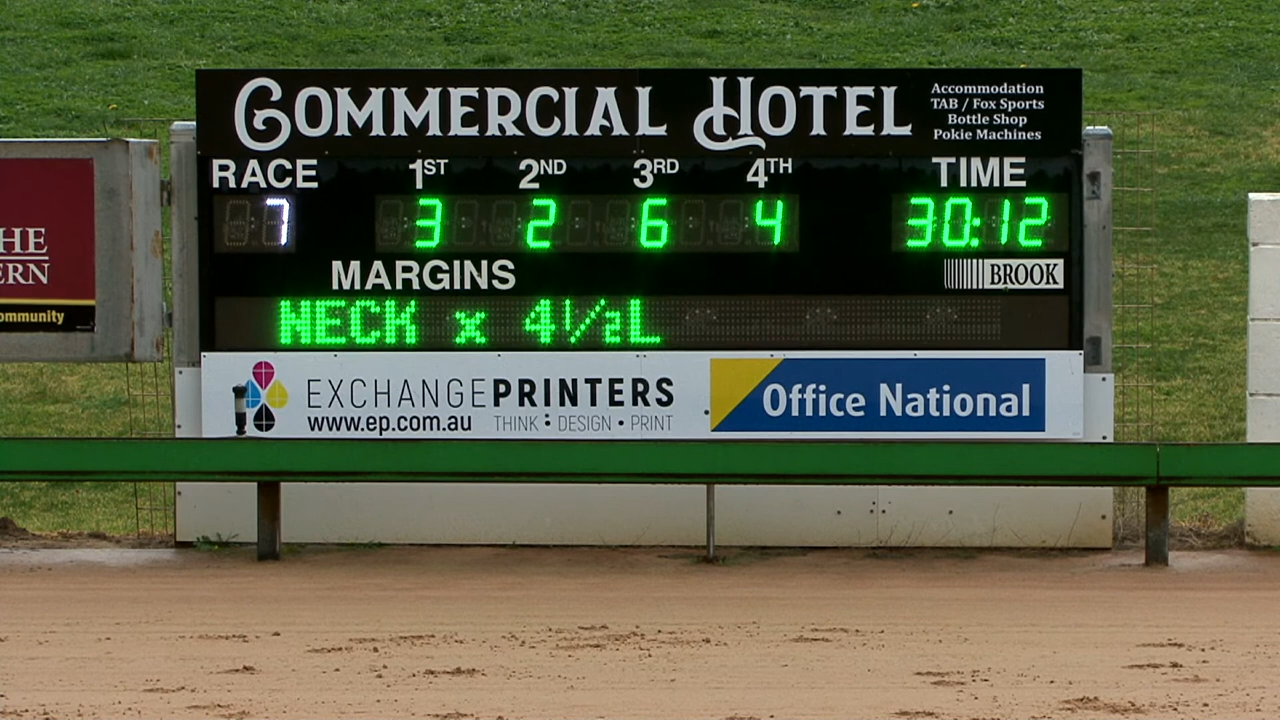 COMMERCIAL HOTEL
Accommodation
TAB / Fox Sports
Bottle Shop
Pokie Machines
RACE 1ST 2ND 3RD 4TH TIME
7 3 2 6 4 30:12
MARGINS
BROOK
NECK x 4½L
HE
ERN
ommunity
EXCHANGEPRINTERS
www.ep.com.au THINK : DESIGN • PRINT
Office National